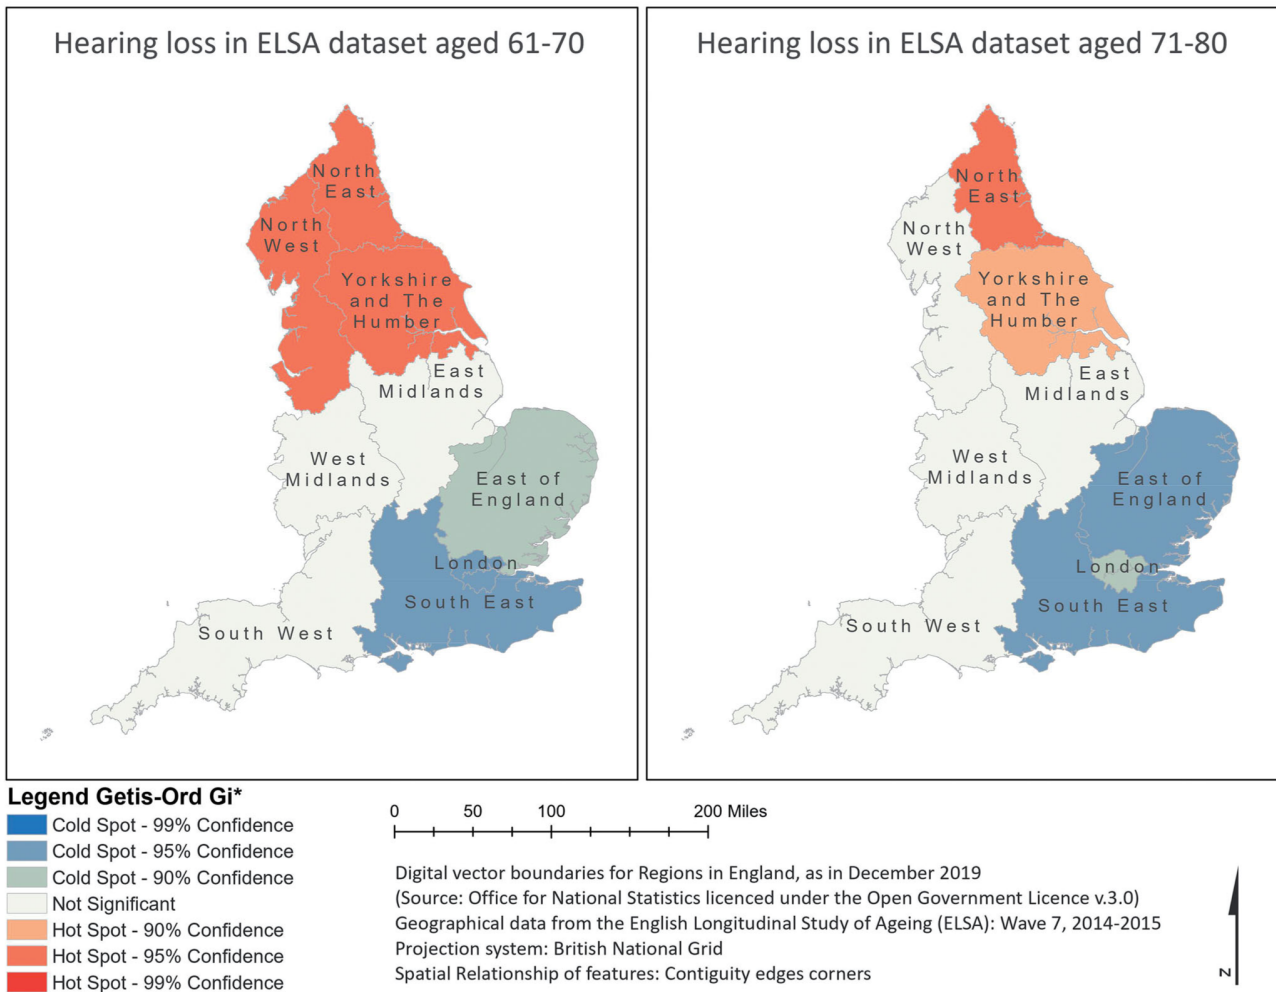 Hearing loss in ELSA dataset aged 61-70
North
East
North
West
Yorkshire
and The
Humber
East
Midlands
West
Midlands
East of
England
London
South East
South West
Hearing loss in ELSA dataset aged 71-80
North
East
North
West
Yorkshire
and The
Humber
East
Midlands
West
Midlands
East of
England
London
South East
South West
Legend Getis-Ord Gi*
Cold Spot - 99% Confidence
Cold Spot - 95% Confidence
Cold Spot - 90% Confidence
Not Significant
Hot Spot - 90% Confidence
Hot Spot - 95% Confidence
Hot Spot - 99% Confidence
0 50 100 200 Miles
Digital vector boundaries for Regions in England, as in December 2019
(Source: Office for National Statistics licenced under the Open Government Licence v.3.0)
Geographical data from the English Longitudinal Study of Ageing (ELSA): Wave 7, 2014-2015
Projection system: British National Grid
Spatial Relationship of features: Contiguity edges corners
N